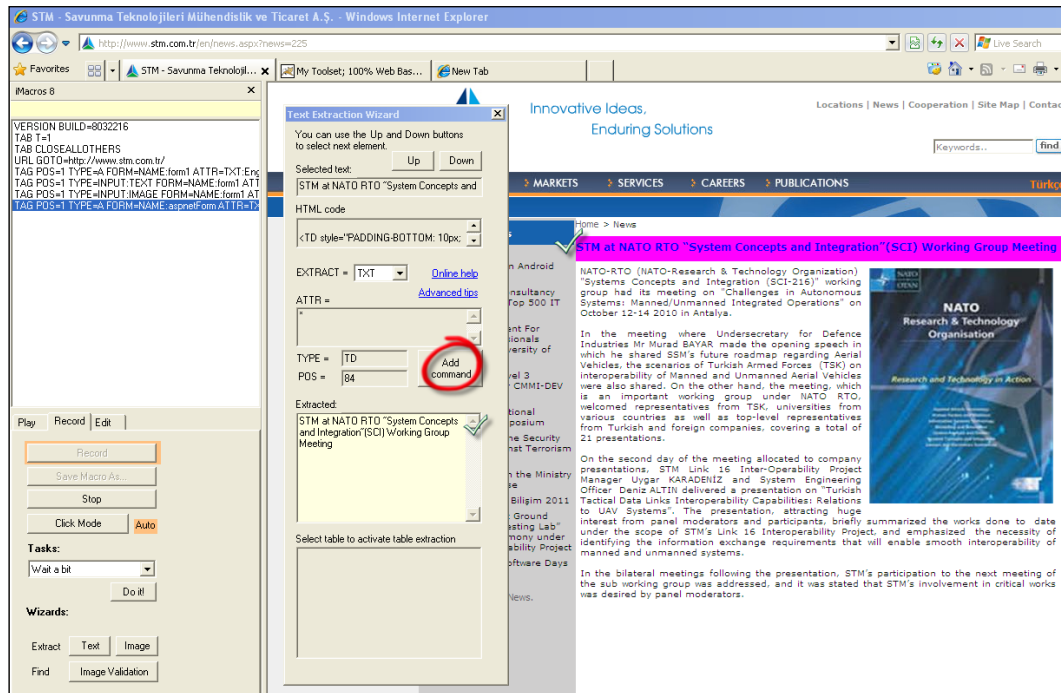 STM - Savunma Teknolojileri Mühendislik ve Ticaret A.Ş. - Windows Internet Explorer
http://www.stm.com.tr/en/news.aspx?news=225
Live Search
Favorites
STM - Savunma Teknoloji...
My Toolset; 100% Web Bas...
New Tab
iMacros 8
VERSION BUILD=8032216
TAB T=1
TAB CLOSEALLOTHERS
URL GOTO=http://www.stm.com.tr/
TAG POS=1 TYPE=A FORM=NAME:form1 ATTR=TXT:Eng
TAG POS=1 TYPE=INPUT:TEXT FORM=NAME:form1 ATT
TAG POS=1 TYPE=INPUT:IMAGE FORM=NAME:form1 AT
TAG POS=1 TYPE=A FORM=NAME:aspnetForm ATTR=TX
Play
Record
Edit
Record
Save Macro As...
Stop
Click Mode
Auto
Tasks:
Wait a bit
Do it!
Wizards:
Extract
Text
Image
Find
Image Validation
Text Extraction Wizard
You can use the Up and Down buttons
to select next element.
Up
Down
Selected text:
STM at NATO RTO “System Concepts and
HTML code
<TD style="PADDING-BOTTOM: 10px;
EXTRACT =
TXT
Online help
Advanced tips
ATTR =
*
TYPE =
TD
POS =
84
Add
command
Extracted:
STM at NATO RTO “System Concepts
and Integration”(SCI) Working Group
Meeting
Select table to activate table extraction
Innovative Ideas,
Enduring Solutions
Locations | News | Cooperation | Site Map | Contac
Keywords..
find
MARKETS
SERVICES
CAREERS
PUBLICATIONS
Türkç
Home > News
s
n Android
nsultancy
Top 500 IT
ent For
sionals
versity of
vel 3
CMMI-DEV
tional
posium
he Security
nst Terrorism
n the Ministry
se
Bilişim 2011
t Ground
esting Lab"
mony under
ability Project
oftware Days
News.
STM at NATO RTO “System Concepts and Integration”(SCI) Working Group Meeting
NATO-RTO (NATO-Research & Technology Organization)
"Systems Concepts and Integration (SCI-216)" working
group had its meeting on "Challenges in Autonomous
Systems: Manned/Unmanned Integrated Operations" on
October 12-14 2010 in Antalya.
In the meeting where Undersecretary for Defence
Industries Mr Murad BAYAR made the opening speech in
which he shared SSM's future roadmap regarding Aerial
Vehicles, the scenarios of Turkish Armed Forces (TSK) on
interoperability of Manned and Unmanned Aerial Vehicles
were also shared. On the other hand, the meeting, which
is an important working group under NATO RTO,
welcomed representatives from TSK, universities from
various countries as well as top-level representatives
from Turkish and foreign companies, covering a total of
21 presentations.
On the second day of the meeting allocated to company
presentations, STM Link 16 Inter-Operability Project
Manager Uygar KARADENİZ and System Engineering
Officer Deniz ALTIN delivered a presentation on "Turkish
Tactical Data Links Interoperability Capabilities: Relations
to UAV Systems". The presentation, attracting huge
interest from panel moderators and participants, briefly summarized the works done to date
under the scope of STM's Link 16 Interoperability Project, and emphasized the necessity of
identifying the information exchange requirements that will enable smooth interoperability of
manned and unmanned systems.
In the bilateral meetings following the presentation, STM's participation to the next meeting of
the sub working group was addressed, and it was stated that STM's involvement in critical works
was desired by panel moderators.
NATO
OTAN
NATO
Research & Technology
Organisation
Research and Technology in Action